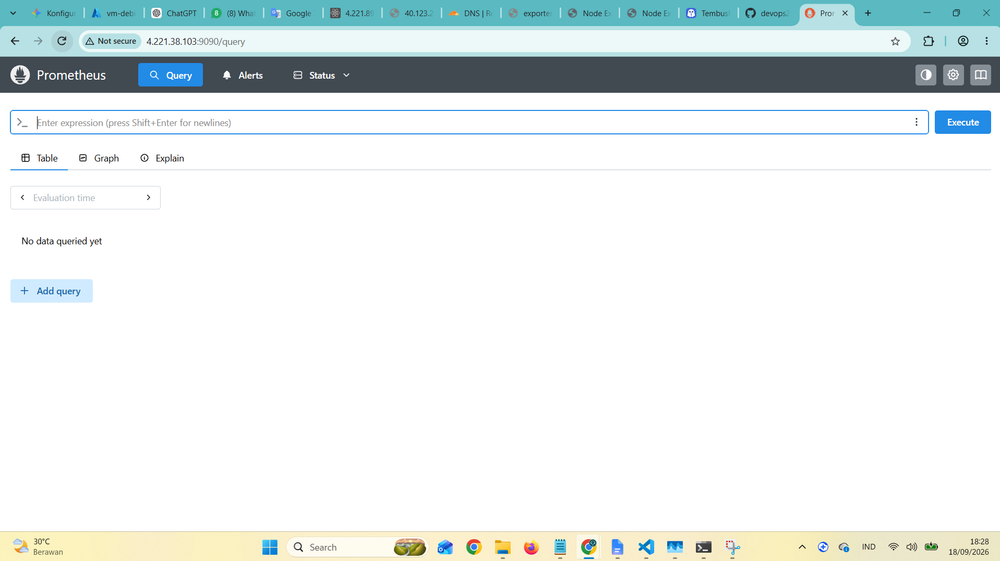 Konfigur
vm-debi
ChatGPT
8
(8) What
Google T
4.221.89
40.123.2
DNS | Re
exporter
Node Ex
Node Ex
Tembush
devops2
Pror
Not secure
4.221.38.103:9090/query
Prometheus
Query
Alerts
Status
Enter expression (press Shift+Enter for newlines)
Execute
Table
Graph
Explain
Evaluation time
No data queried yet
Add query
30°C
Berawan
Search
IND
18:28
18/09/2026